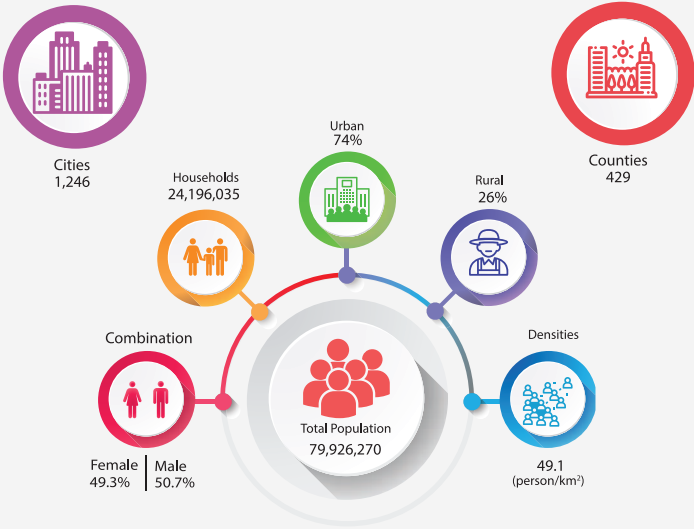 Cities
1,246
Counties
429
Urban
74%
Households
24,196,035
Rural
26%
Combination
Female | Male
49.3% | 50.7%
Densities
49.1
(person/km²)
Total Population
79,926,270